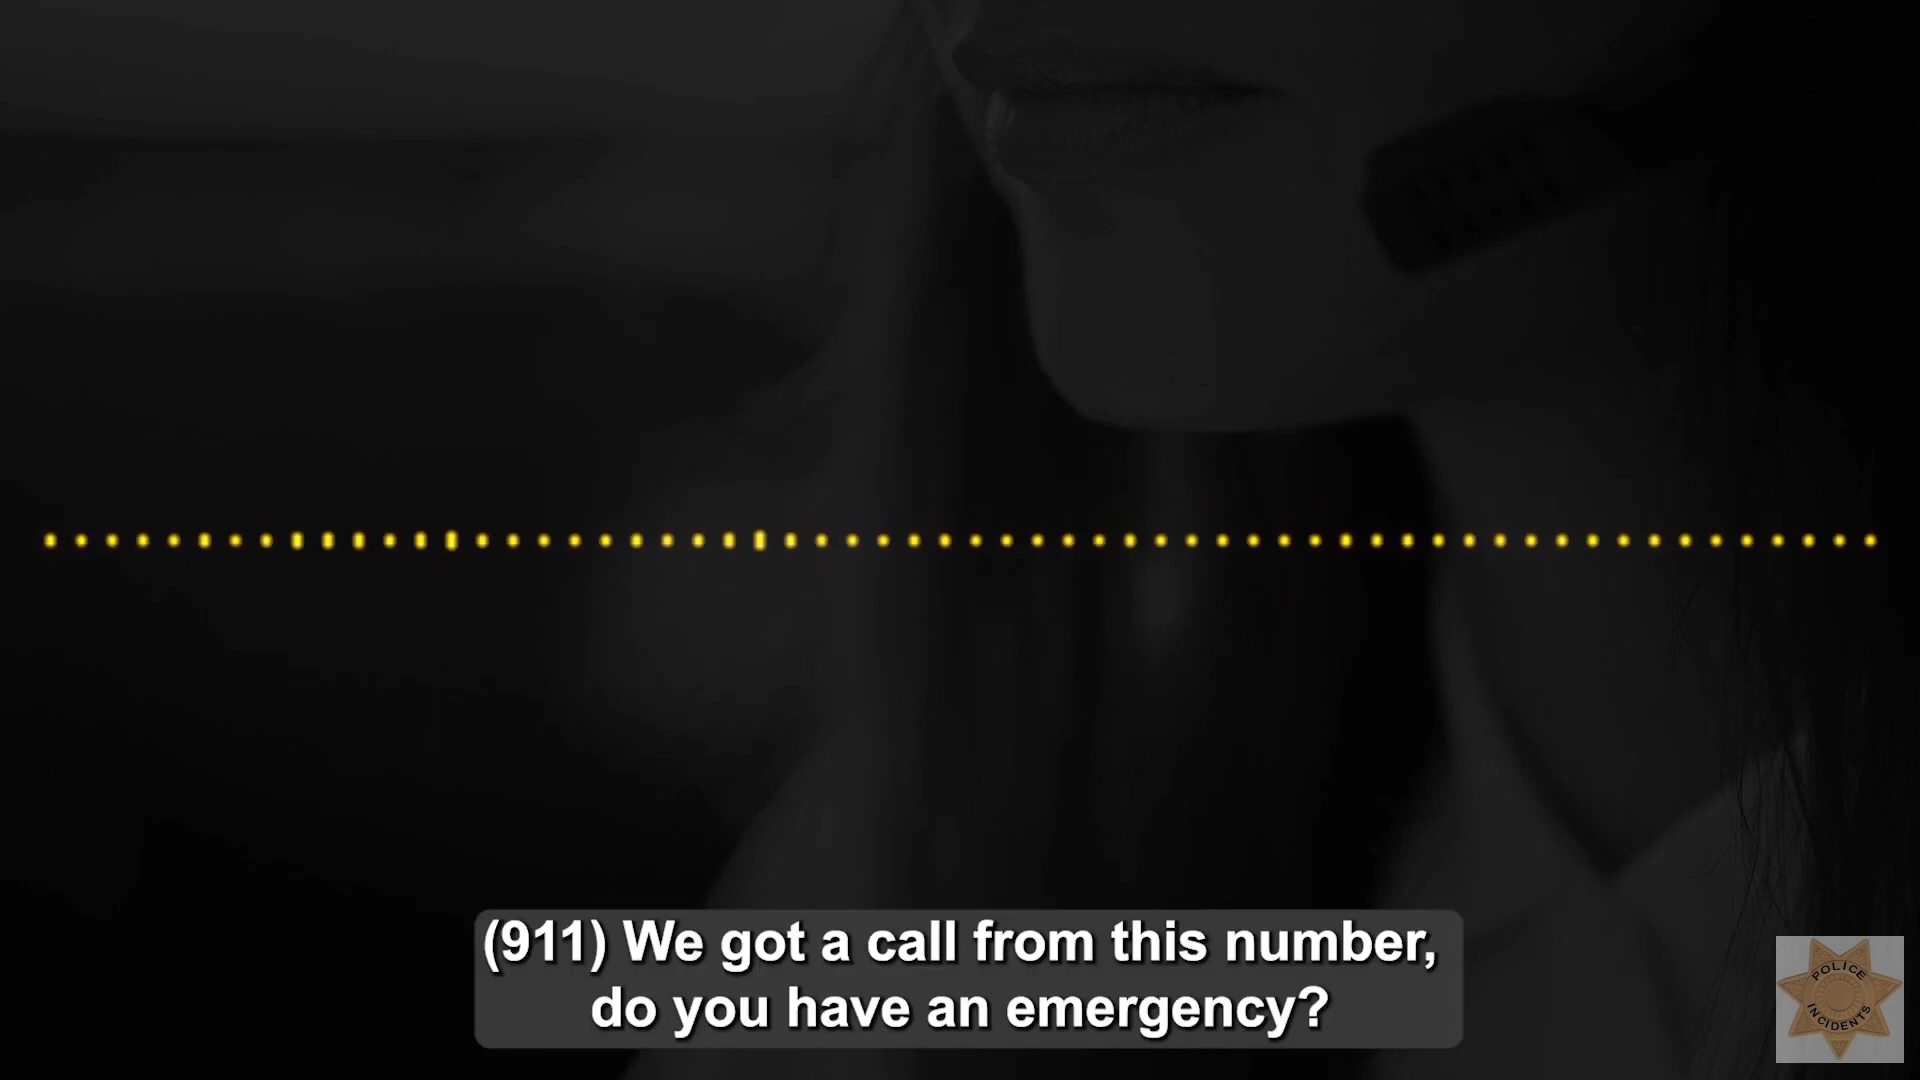 (911) We got a call from this number,
do you have an emergency?
POLICE
INCIDENTS